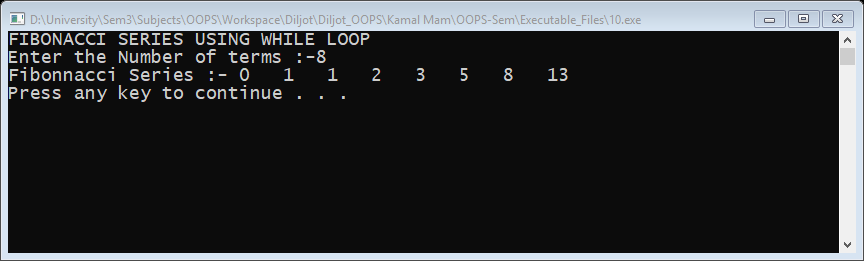 D:\University\Sem3\Subjects\OOPS\Workspace\Diljot\Diljot_OOPS\Kamal Mam\OOPS-Sem\Executable_Files\10.exe
FIBONACCI SERIES USING WHILE LOOP
Enter the Number of terms :-8
Fibonnacci Series :- 0   1   1   2   3   5   8   13
Press any key to continue . . .